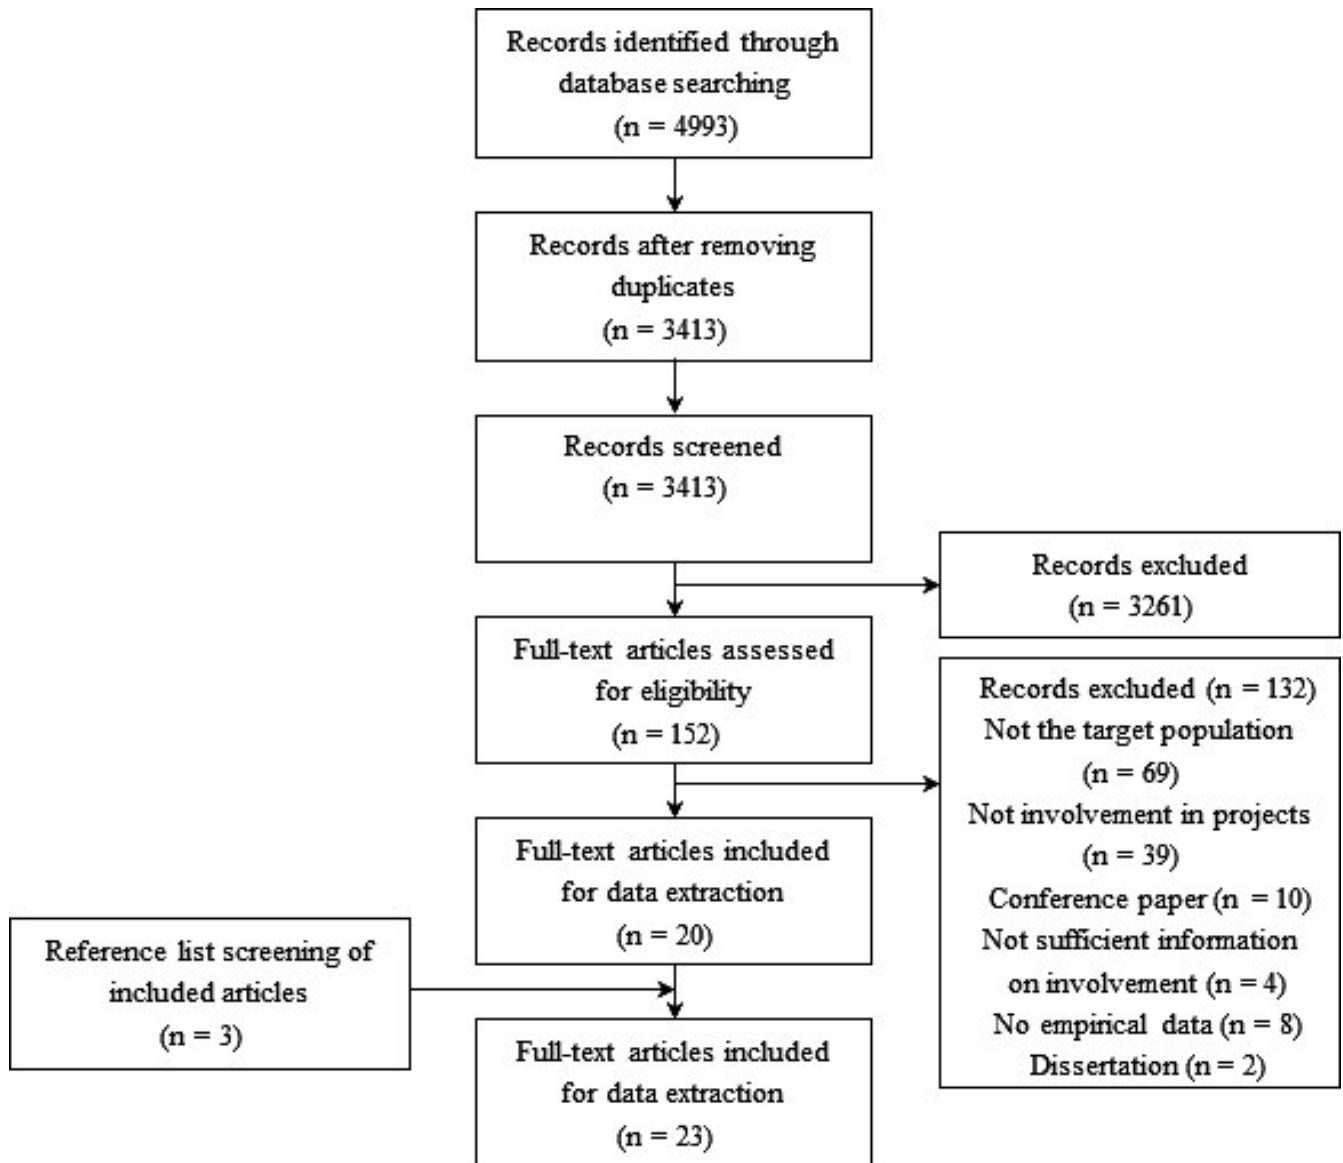 Records identified through
database searching
(n = 4993)
Records after removing
duplicates
(n = 3413)
Records screened
(n = 3413)
Records excluded
(n = 3261)
Full-text articles assessed
for eligibility
(n = 152)
Records excluded (n = 132)
Not the target population
(n = 69)
Not involvement in projects
(n = 39)
Conference paper (n = 10)
Not sufficient information
on involvement (n = 4)
No empirical data (n = 8)
Dissertation (n = 2)
Full-text articles included
for data extraction
(n = 20)
Reference list screening of
included articles
(n = 3)
Full-text articles included
for data extraction
(n = 23)